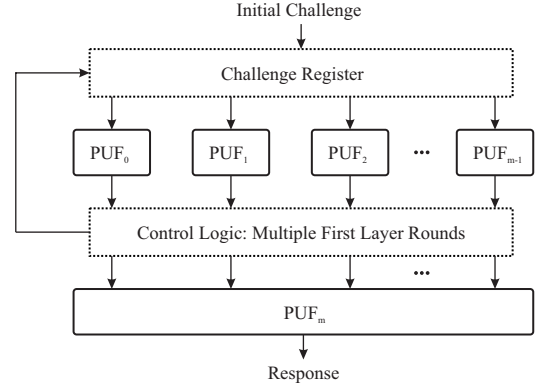 Initial Challenge
Challenge Register
PUF₀ PUF₁ PUF₂ ... PUFₘ₋₁
Control Logic: Multiple First Layer Rounds
...
PUFₘ
Response